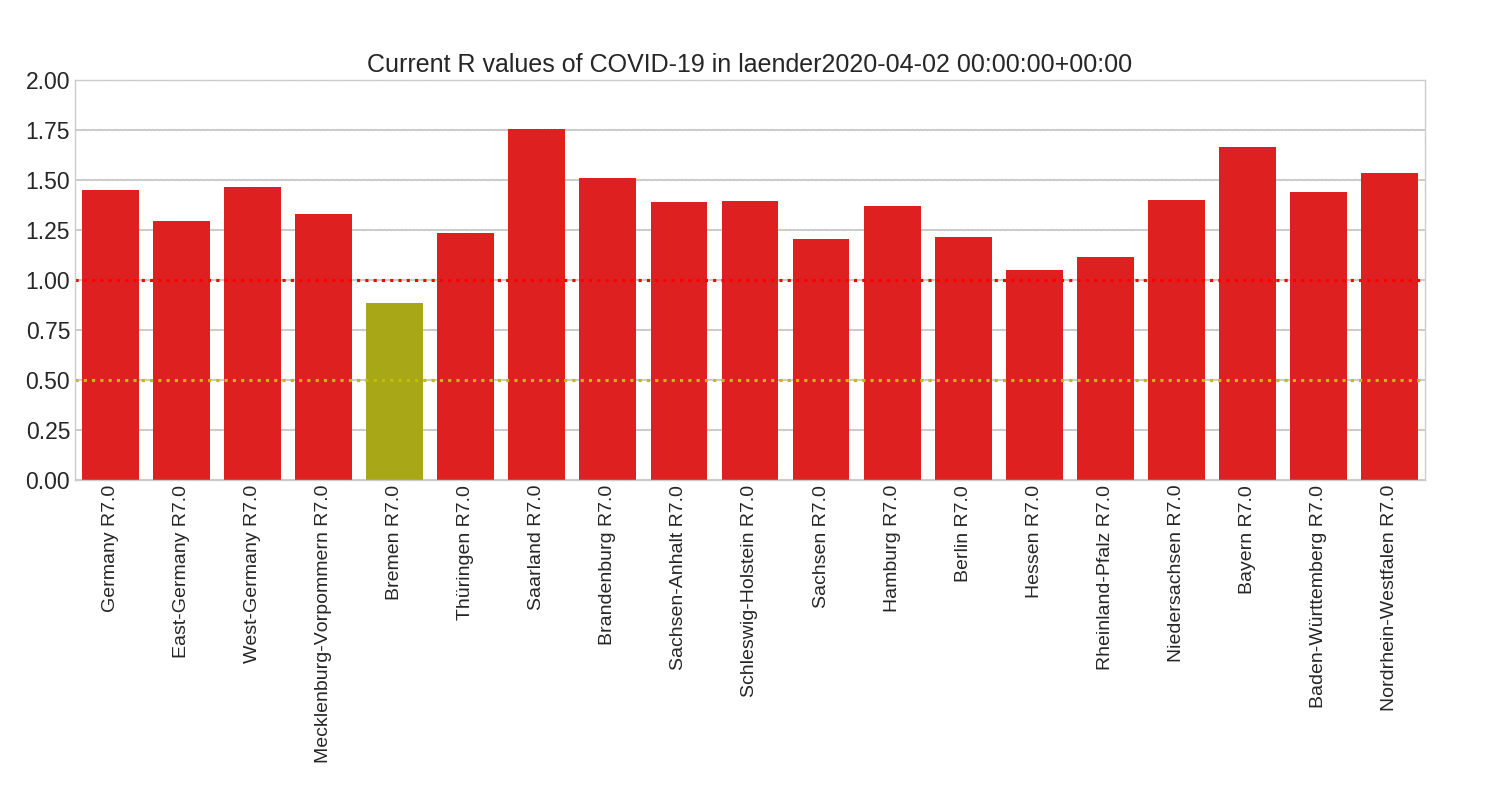 Current R values of COVID-19 in laender2020-04-02 00:00:00+00:00
2.00
1.75
1.50
1.25
1.00
0.75
0.50
0.25
0.00
Germany R7.0
East-Germany R7.0
West-Germany R7.0
Mecklenburg-Vorpommern R7.0
Bremen R7.0
Thüringen R7.0
Saarland R7.0
Brandenburg R7.0
Sachsen-Anhalt R7.0
Schleswig-Holstein R7.0
Sachsen R7.0
Hamburg R7.0
Berlin R7.0
Hessen R7.0
Rheinland-Pfalz R7.0
Niedersachsen R7.0
Bayern R7.0
Baden-Württemberg R7.0
Nordrhein-Westfalen R7.0